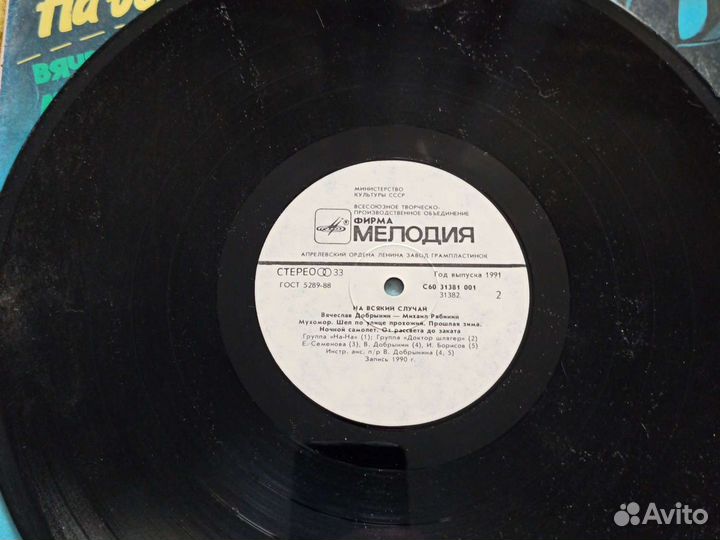 На
ВЯЧЕ
МИНИСТЕРСТВО
КУЛЬТУРЫ СССР
ВСЕСОЮЗНОЕ ТВОРЧЕСКО-
ПРОИЗВОДСТВЕННОЕ ОБЪЕДИНЕНИЕ
ФИРМА
МЕЛОДИЯ
АПРЕЛЕВСКИЙ ОРДЕНА ЛЕНИНА ЗАВОД ГРАМПЛАСТИНОК
СТЕРЕО 33 Год выпуска 1991
ГОСТ 5289-88 С60 31381 001
31382 2
НА ВСЯКИЙ СЛУЧАЙ
Вячеслав Добрынин — Михаил Рябинин
Мухомор. Шел по улице прохожий. Прошлая зима.
Ночной самолет. От рассвета до заката
Группа «На-На» (1); Группа «Доктор шлягер» (2)
Е. Семенова (3), В. Добрынин (4), И. Борисов (5)
Инстр. анс. п/р В. Добрынина (4, 5)
Запись 1990 г.
Avito